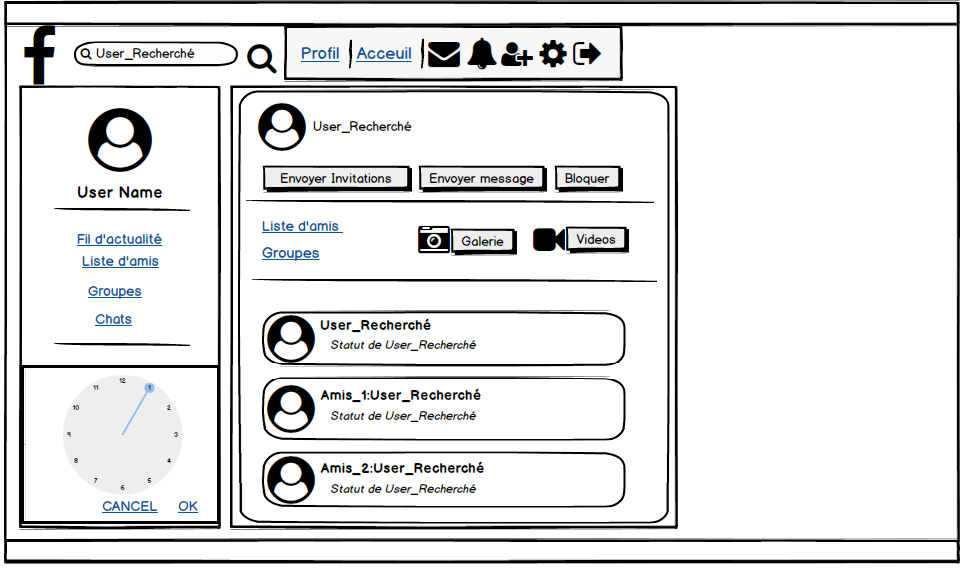 f
User_Recherché
Profil
Acceuil
User Name
Fil d'actualité
Liste d'amis
Groupes
Chats
12
1
2
3
4
5
6
7
8
9
10
11
CANCEL OK
User_Recherché
Envoyer Invitations
Envoyer message
Bloquer
Liste d'amis
Groupes
Galerie
Videos
User_Recherché
Statut de User_Recherché
Amis_1:User_Recherché
Statut de User_Recherché
Amis_2:User_Recherché
Statut de User_Recherché